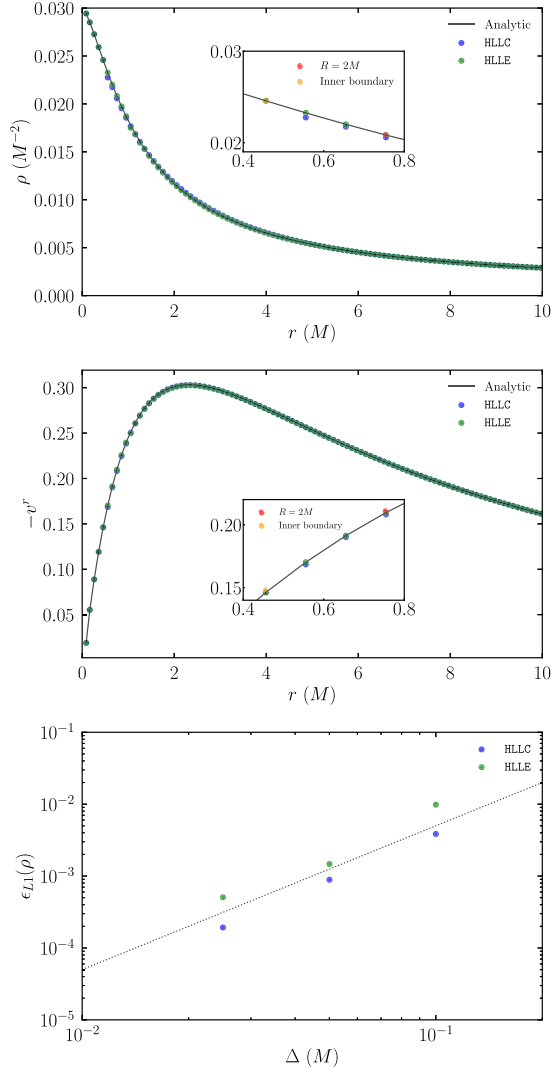 0.030
0.025
0.020
0.015
0.010
0.005
0.000
ρ (M⁻²)
Analytic
HLLC
HLLE
0.03
0.02
R = 2M
Inner boundary
0.4 0.6 0.8
0 2 4 6 8 10
r (M)
0.30
0.25
0.20
0.15
0.10
0.05
−vʳ
Analytic
HLLC
HLLE
0.20
0.15
R = 2M
Inner boundary
0.4 0.6 0.8
0 2 4 6 8 10
r (M)
10⁻¹
10⁻²
10⁻³
10⁻⁴
10⁻⁵
ϵ_{L1}(ρ)
HLLC
HLLE
10⁻² 10⁻¹
Δ (M)